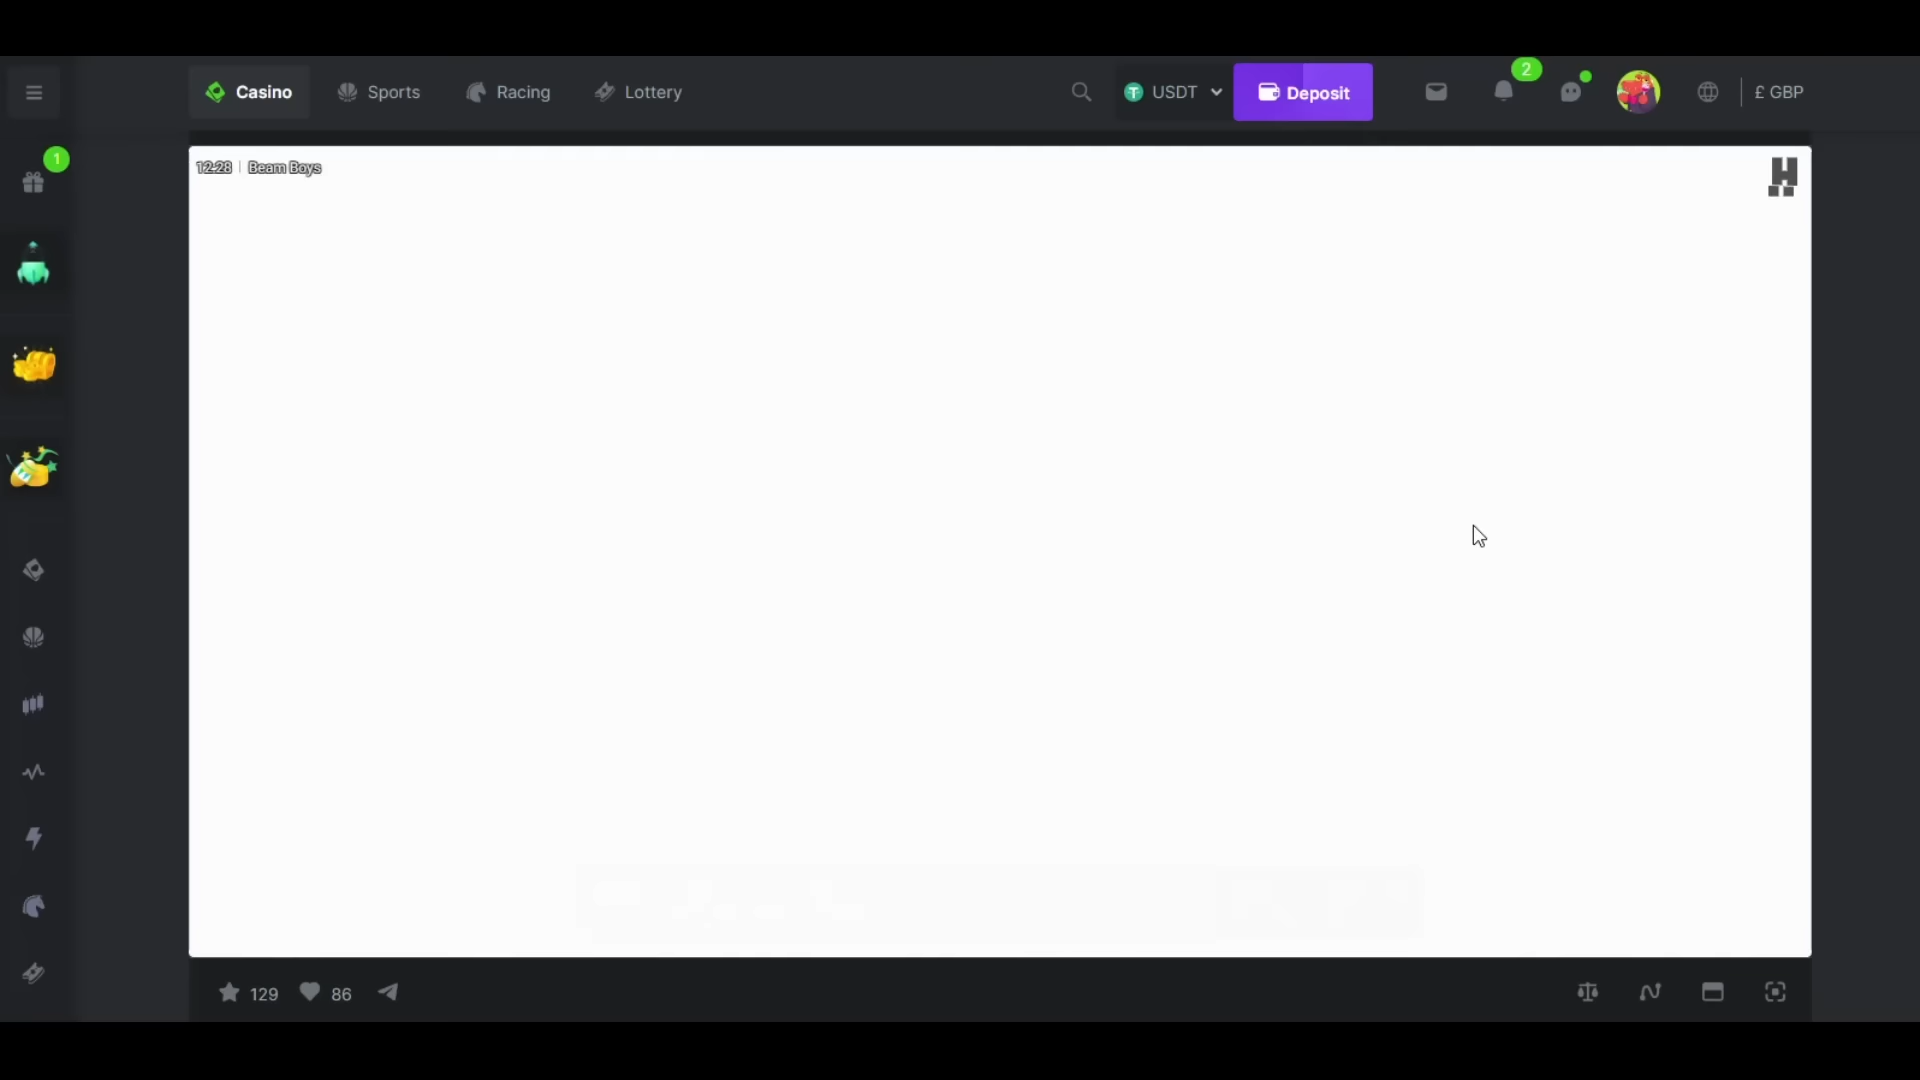 Casino
Sports
Racing
Lottery
USDT
Deposit
2
£ GBP
1
12:28 | Beam Boys
129
86